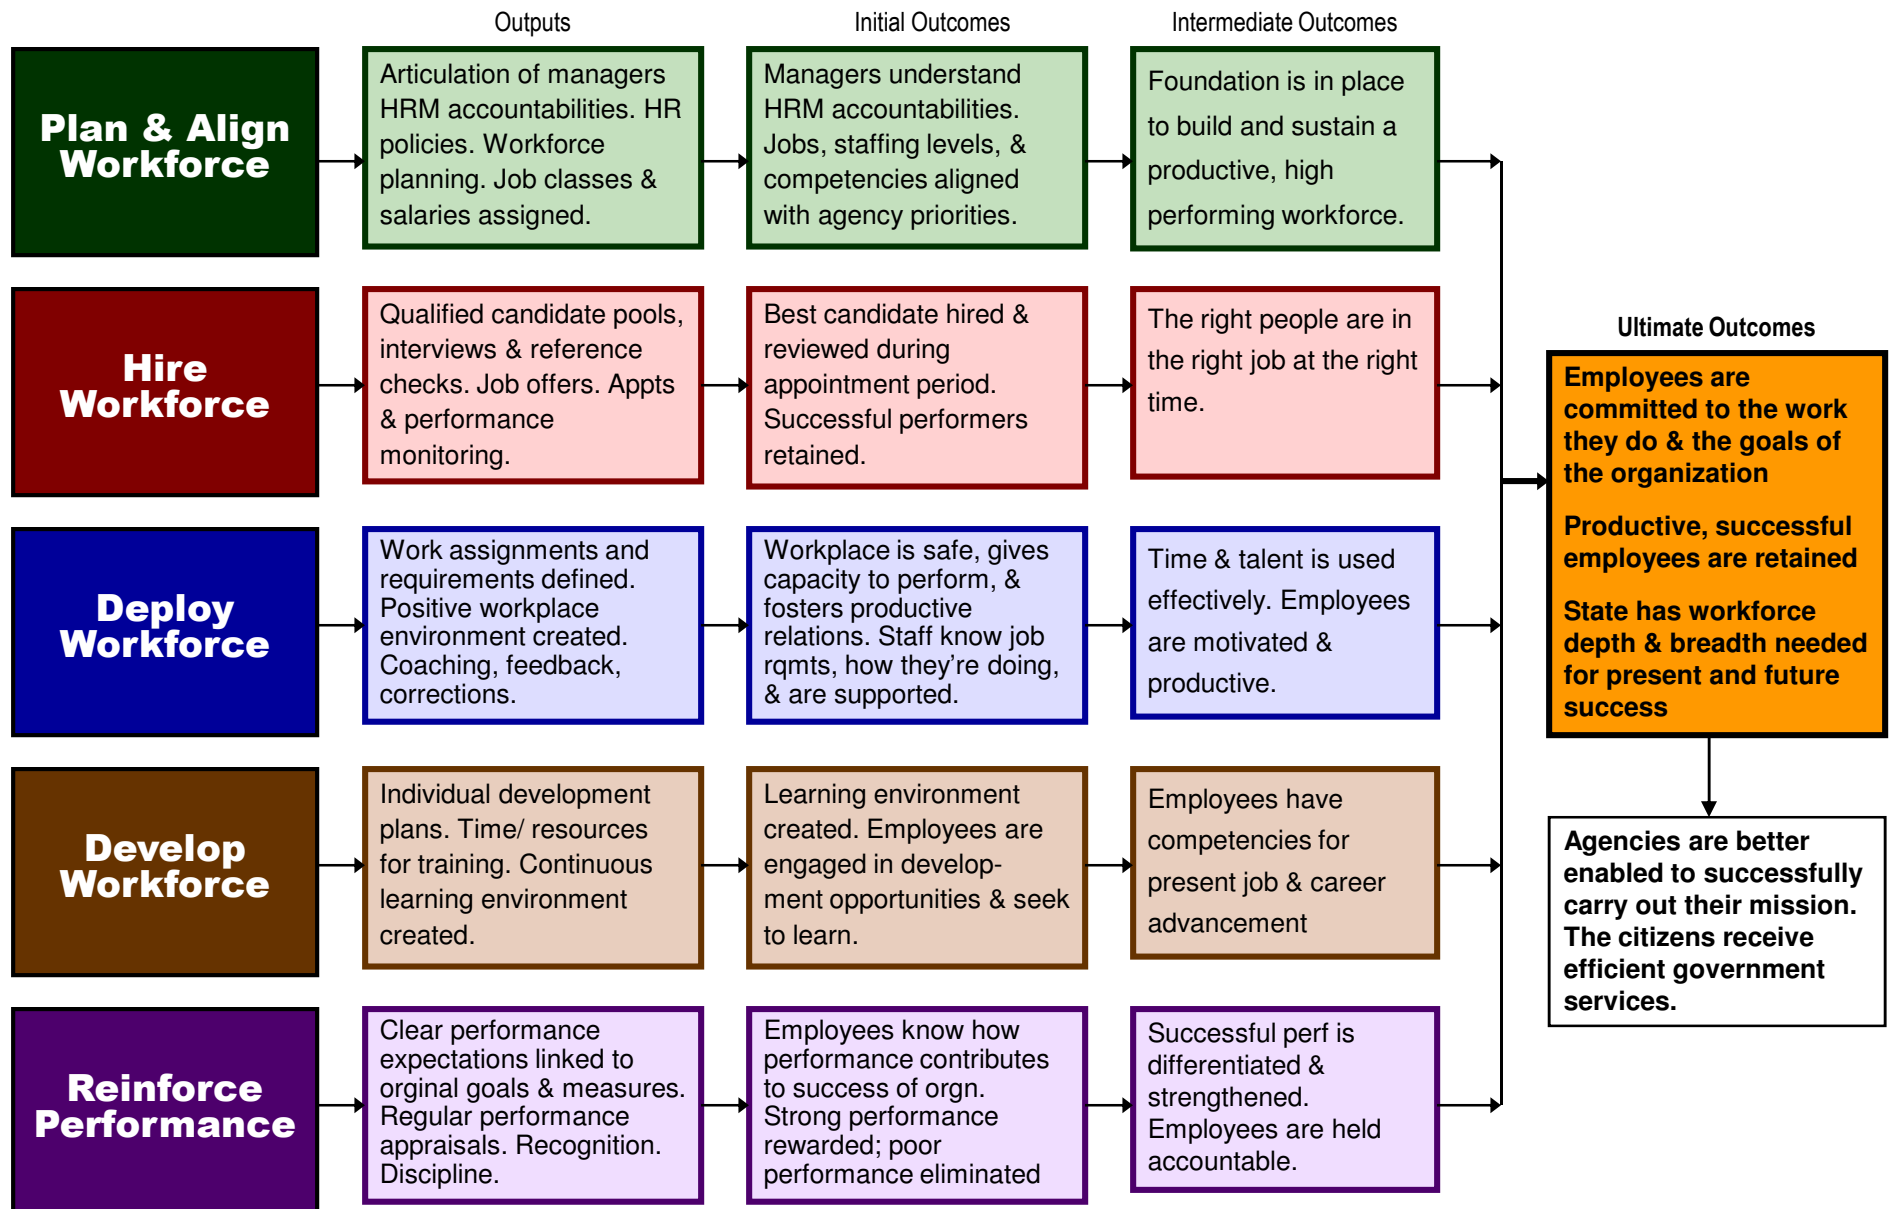 Outputs
Initial Outcomes
Intermediate Outcomes
Plan & Align
Workforce
Articulation of managers
HRM accountabilities. HR
policies. Workforce
planning. Job classes &
salaries assigned.
Managers understand
HRM accountabilities.
Jobs, staffing levels, &
competencies aligned
with agency priorities.
Foundation is in place
to build and sustain a
productive, high
performing workforce.
Hire
Workforce
Qualified candidate pools,
interviews & reference
checks. Job offers. Appts
& performance
monitoring.
Best candidate hired &
reviewed during
appointment period.
Successful performers
retained.
The right people are in
the right job at the right
time.
Deploy
Workforce
Work assignments and
requirements defined.
Positive workplace
environment created.
Coaching, feedback,
corrections.
Workplace is safe, gives
capacity to perform, &
fosters productive
relations. Staff know job
rqmts, how they're doing,
& are supported.
Time & talent is used
effectively. Employees
are motivated &
productive.
Develop
Workforce
Individual development
plans. Time/ resources
for training. Continuous
learning environment
created.
Learning environment
created. Employees are
engaged in develop-
ment opportunities & seek
to learn.
Employees have
competencies for
present job & career
advancement
Reinforce
Performance
Clear performance
expectations linked to
orginal goals & measures.
Regular performance
appraisals. Recognition.
Discipline.
Employees know how
performance contributes
to success of orgn.
Strong performance
rewarded; poor
performance eliminated
Successful perf is
differentiated &
strengthened.
Employees are held
accountable.
Ultimate Outcomes
Employees are
committed to the work
they do & the goals of
the organization
Productive, successful
employees are retained
State has workforce
depth & breadth needed
for present and future
success
Agencies are better
enabled to successfully
carry out their mission.
The citizens receive
efficient government
services.